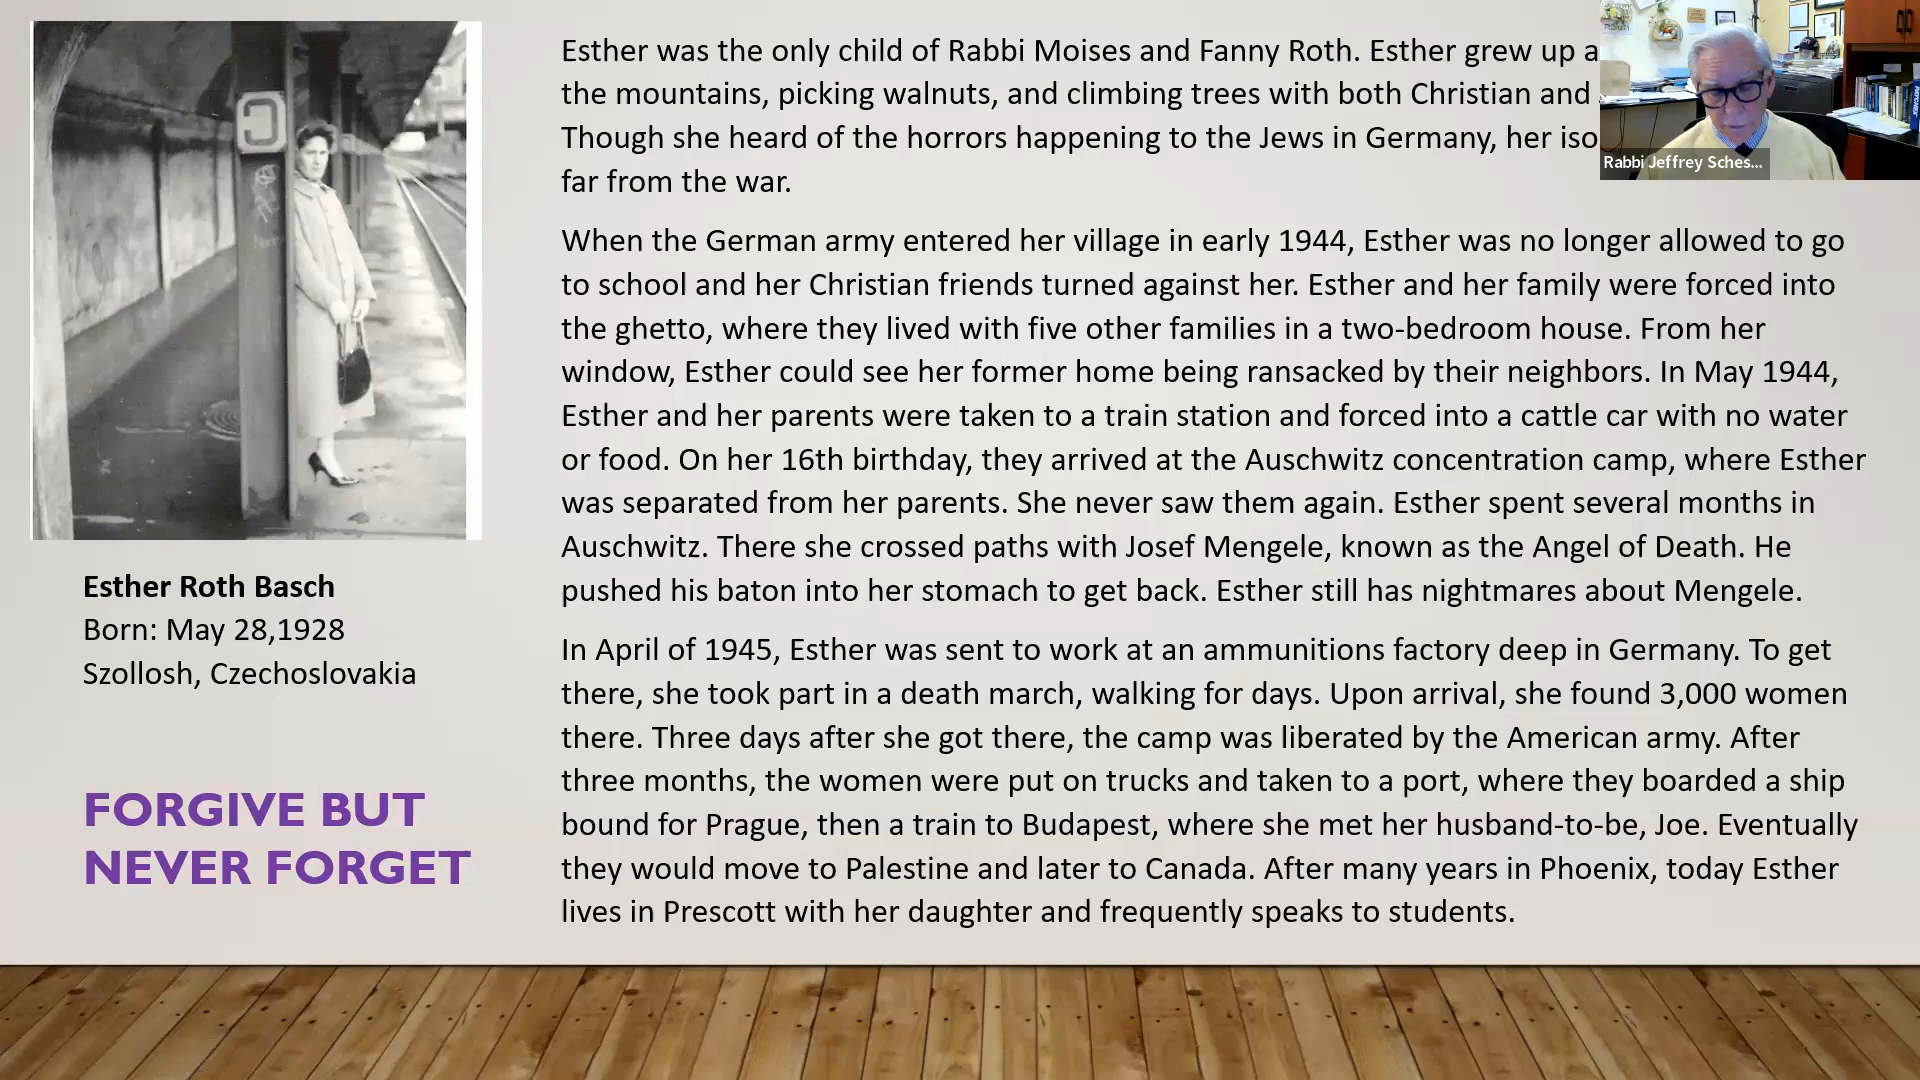 Esther was the only child of Rabbi Moises and Fanny Roth. Esther grew up a
the mountains, picking walnuts, and climbing trees with both Christian and
Though she heard of the horrors happening to the Jews in Germany, her iso
far from the war.
When the German army entered her village in early 1944, Esther was no longer allowed to go
to school and her Christian friends turned against her. Esther and her family were forced into
the ghetto, where they lived with five other families in a two-bedroom house. From her
window, Esther could see her former home being ransacked by their neighbors. In May 1944,
Esther and her parents were taken to a train station and forced into a cattle car with no water
or food. On her 16th birthday, they arrived at the Auschwitz concentration camp, where Esther
was separated from her parents. She never saw them again. Esther spent several months in
Auschwitz. There she crossed paths with Josef Mengele, known as the Angel of Death. He
pushed his baton into her stomach to get back. Esther still has nightmares about Mengele.
In April of 1945, Esther was sent to work at an ammunitions factory deep in Germany. To get
there, she took part in a death march, walking for days. Upon arrival, she found 3,000 women
there. Three days after she got there, the camp was liberated by the American army. After
three months, the women were put on trucks and taken to a port, where they boarded a ship
bound for Prague, then a train to Budapest, where she met her husband-to-be, Joe. Eventually
they would move to Palestine and later to Canada. After many years in Phoenix, today Esther
lives in Prescott with her daughter and frequently speaks to students.
Esther Roth Basch
Born: May 28,1928
Szollosh, Czechoslovakia
FORGIVE BUT
NEVER FORGET
Rabbi Jeffrey Sches...